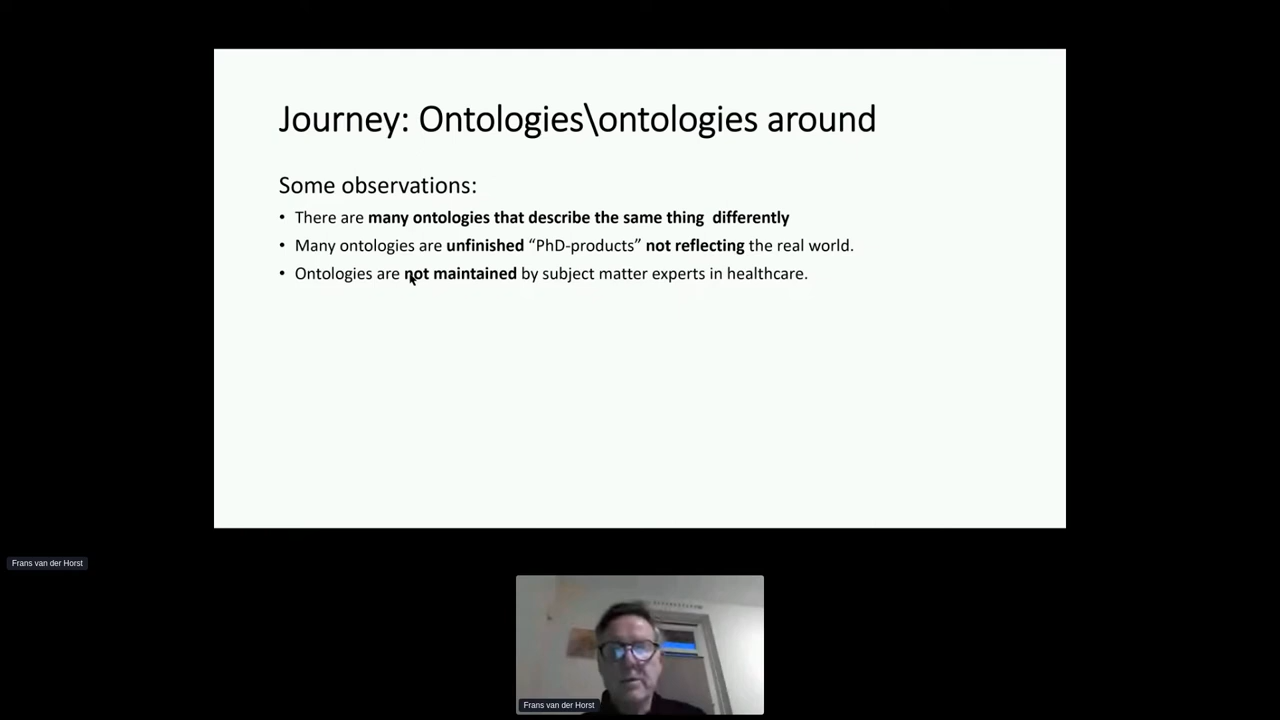 Journey: Ontologies\ontologies around
Some observations:
• There are many ontologies that describe the same thing  differently
• Many ontologies are unfinished “PhD-products” not reflecting the real world.
• Ontologies are not maintained by subject matter experts in healthcare.
Frans van der Horst
Frans van der Horst